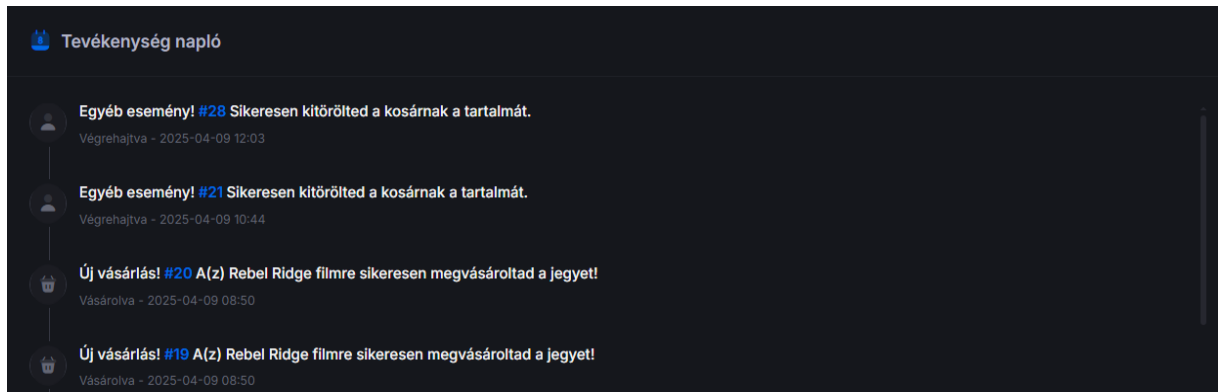 Tevékenység napló
Egyéb esemény! #28 Sikeresen kitörölted a kosárnak a tartalmát.
Végrehajtva - 2025-04-09 12:03
Egyéb esemény! #21 Sikeresen kitörölted a kosárnak a tartalmát.
Végrehajtva - 2025-04-09 10:44
Új vásárlás! #20 A(z) Rebel Ridge filmre sikeresen megvásároltad a jegyet!
Vásárolva - 2025-04-09 08:50
Új vásárlás! #19 A(z) Rebel Ridge filmre sikeresen megvásároltad a jegyet!
Vásárolva - 2025-04-09 08:50